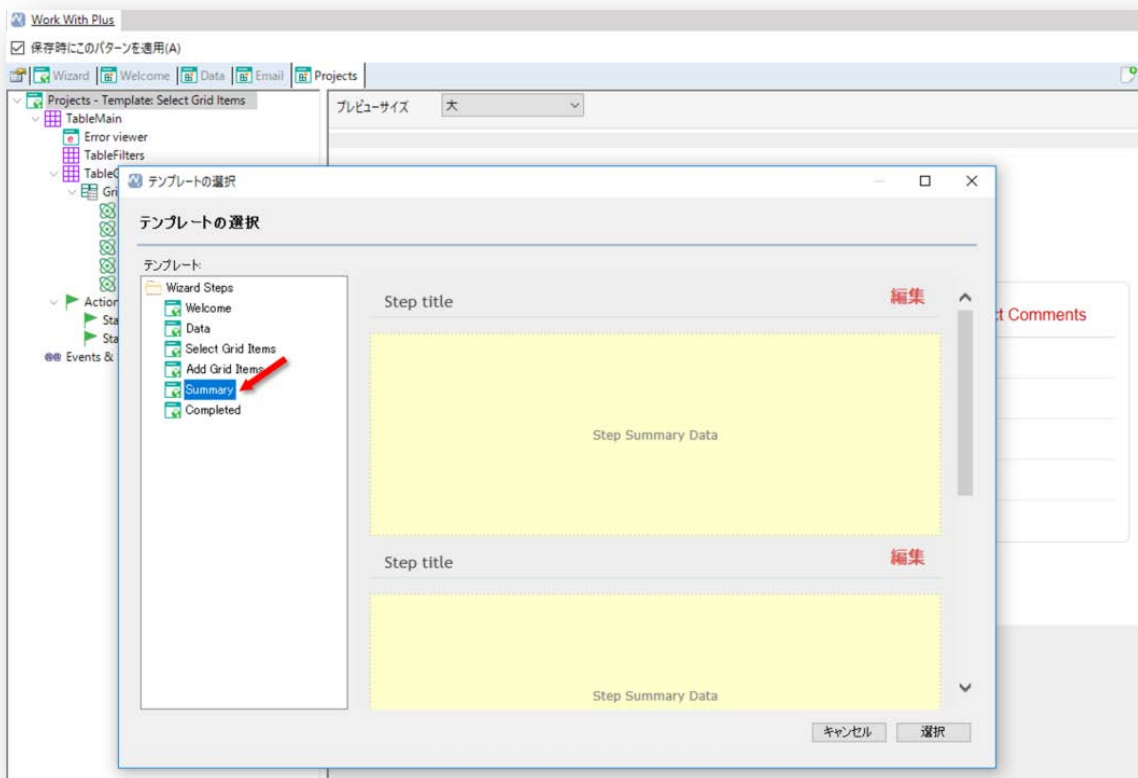 Work With Plus
保存時にこのパターンを適用(A)
Wizard Welcome Data Email Projects
Projects - Template: Select Grid Items
TableMain
Error viewer
TableFilters
プレビューサイズ 大
テンプレートの選択
テンプレートの選択
テンプレート:
Wizard Steps
Welcome
Data
Select Grid Items
Add Grid Items
Summary
Completed
Step title 編集
Step Summary Data
Step title 編集
Step Summary Data
キャンセル 選択
Comments
Events &